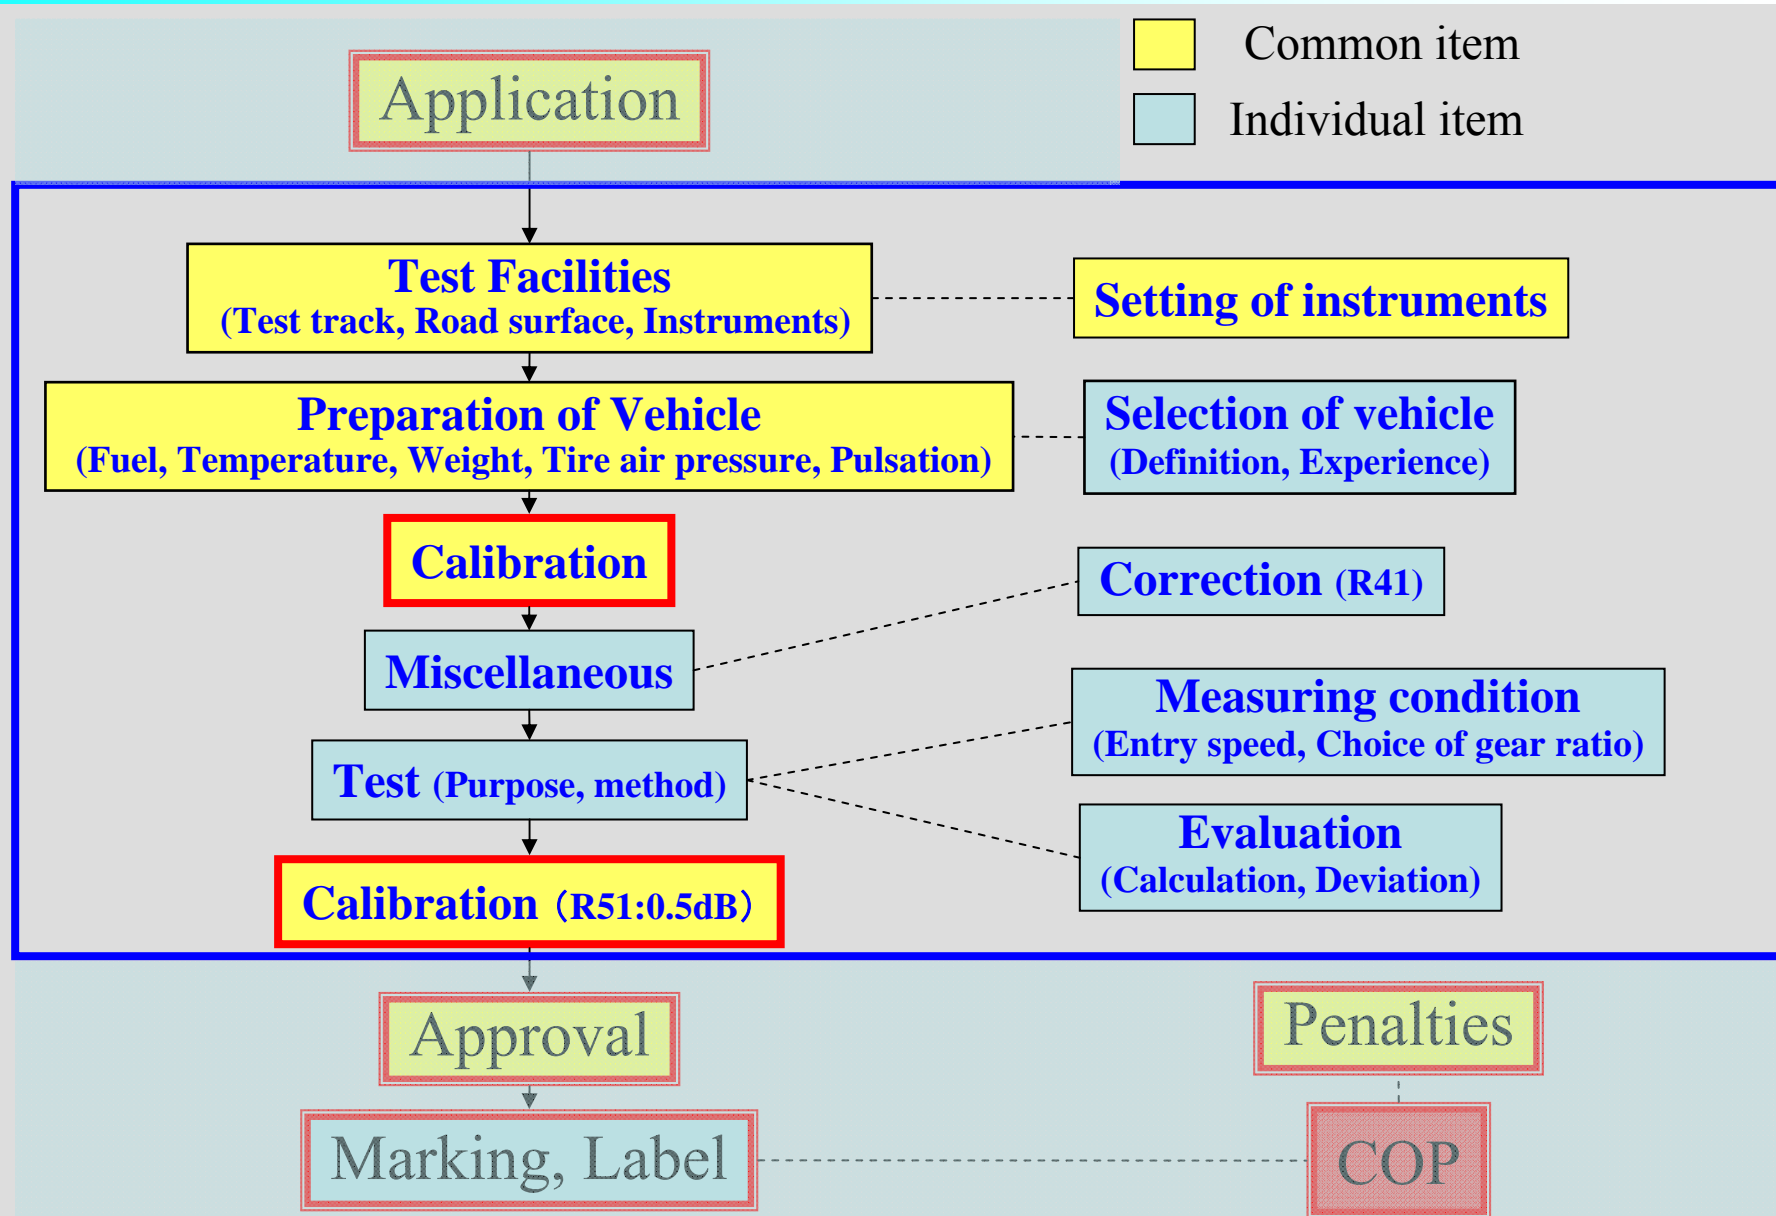 Application
Common item
Individual item
Test Facilities
(Test track, Road surface, Instruments)
Setting of instruments
Preparation of Vehicle
(Fuel, Temperature, Weight, Tire air pressure, Pulsation)
Selection of vehicle
(Definition, Experience)
Calibration
Correction (R41)
Miscellaneous
Measuring condition
(Entry speed, Choice of gear ratio)
Test (Purpose, method)
Evaluation
(Calculation, Deviation)
Calibration（R51:0.5dB）
Approval
Penalties
Marking, Label
COP